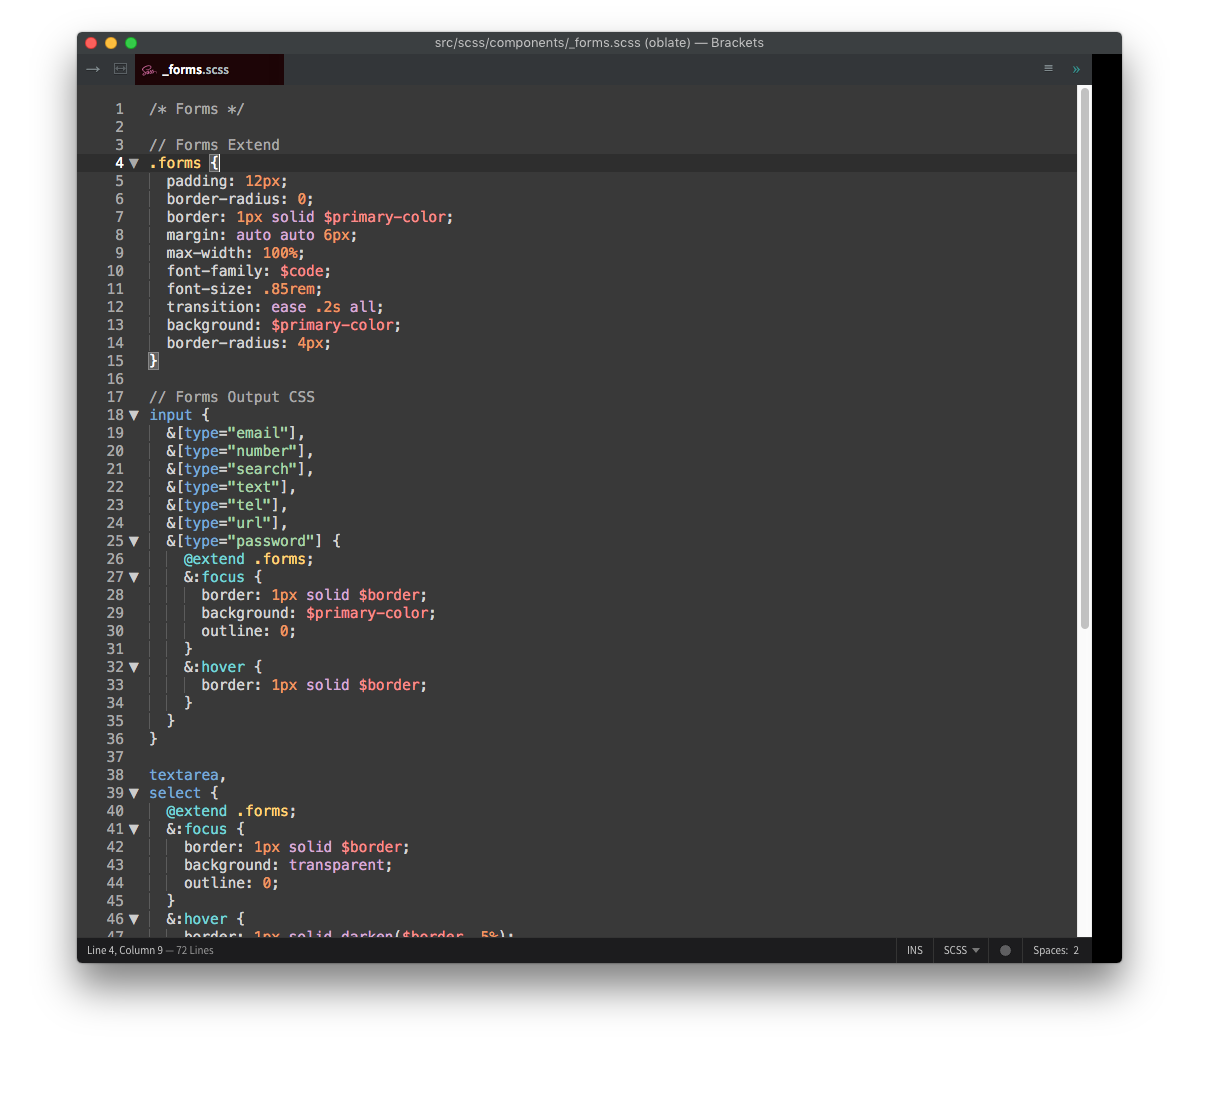 src/scss/components/_forms.scss (oblate) — Brackets
_forms.scss
1 /* Forms */
2
3 // Forms Extend
4 .forms {
5 padding: 12px;
6 border-radius: 0;
7 border: 1px solid $primary-color;
8 margin: auto auto 6px;
9 max-width: 100%;
10 font-family: $code;
11 font-size: .85rem;
12 transition: ease .2s all;
13 background: $primary-color;
14 border-radius: 4px;
15 }
16
17 // Forms Output CSS
18 input {
19 &[type="email"],
20 &[type="number"],
21 &[type="search"],
22 &[type="text"],
23 &[type="tel"],
24 &[type="url"],
25 &[type="password"] {
26 @extend .forms;
27 &:focus {
28 border: 1px solid $border;
29 background: $primary-color;
30 outline: 0;
31 }
32 &:hover {
33 border: 1px solid $border;
34 }
35 }
36 }
37
38 textarea,
39 select {
40 @extend .forms;
41 &:focus {
42 border: 1px solid $border;
43 background: transparent;
44 outline: 0;
45 }
46 &:hover {
47 border: 1px solid darken($border, 5%);
Line 4, Column 9 — 72 Lines
INS
SCSS
Spaces: 2